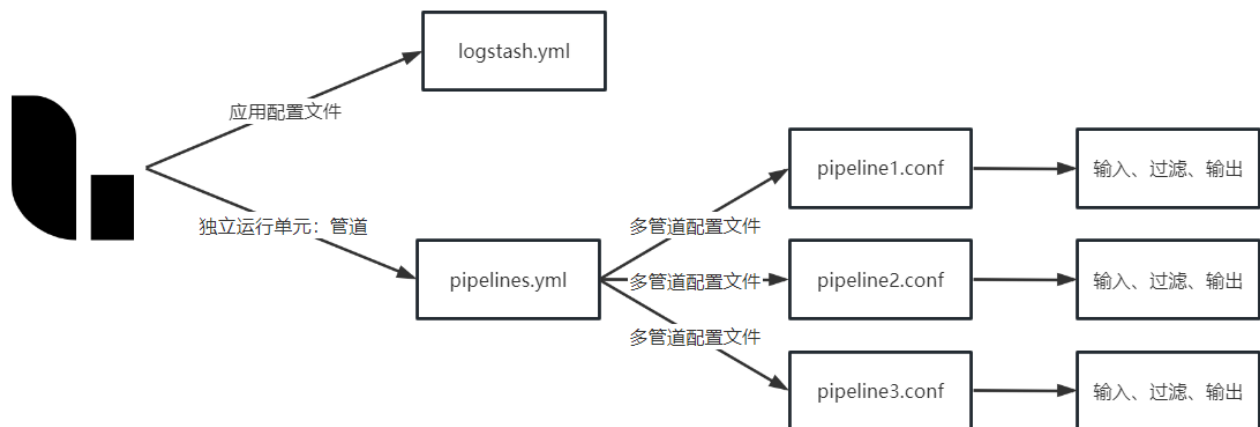 logstash.yml
应用配置文件
独立运行单元：管道
pipelines.yml
多管道配置文件
多管道配置文件
多管道配置文件
pipeline1.conf
输入、过滤、输出
pipeline2.conf
输入、过滤、输出
pipeline3.conf
输入、过滤、输出